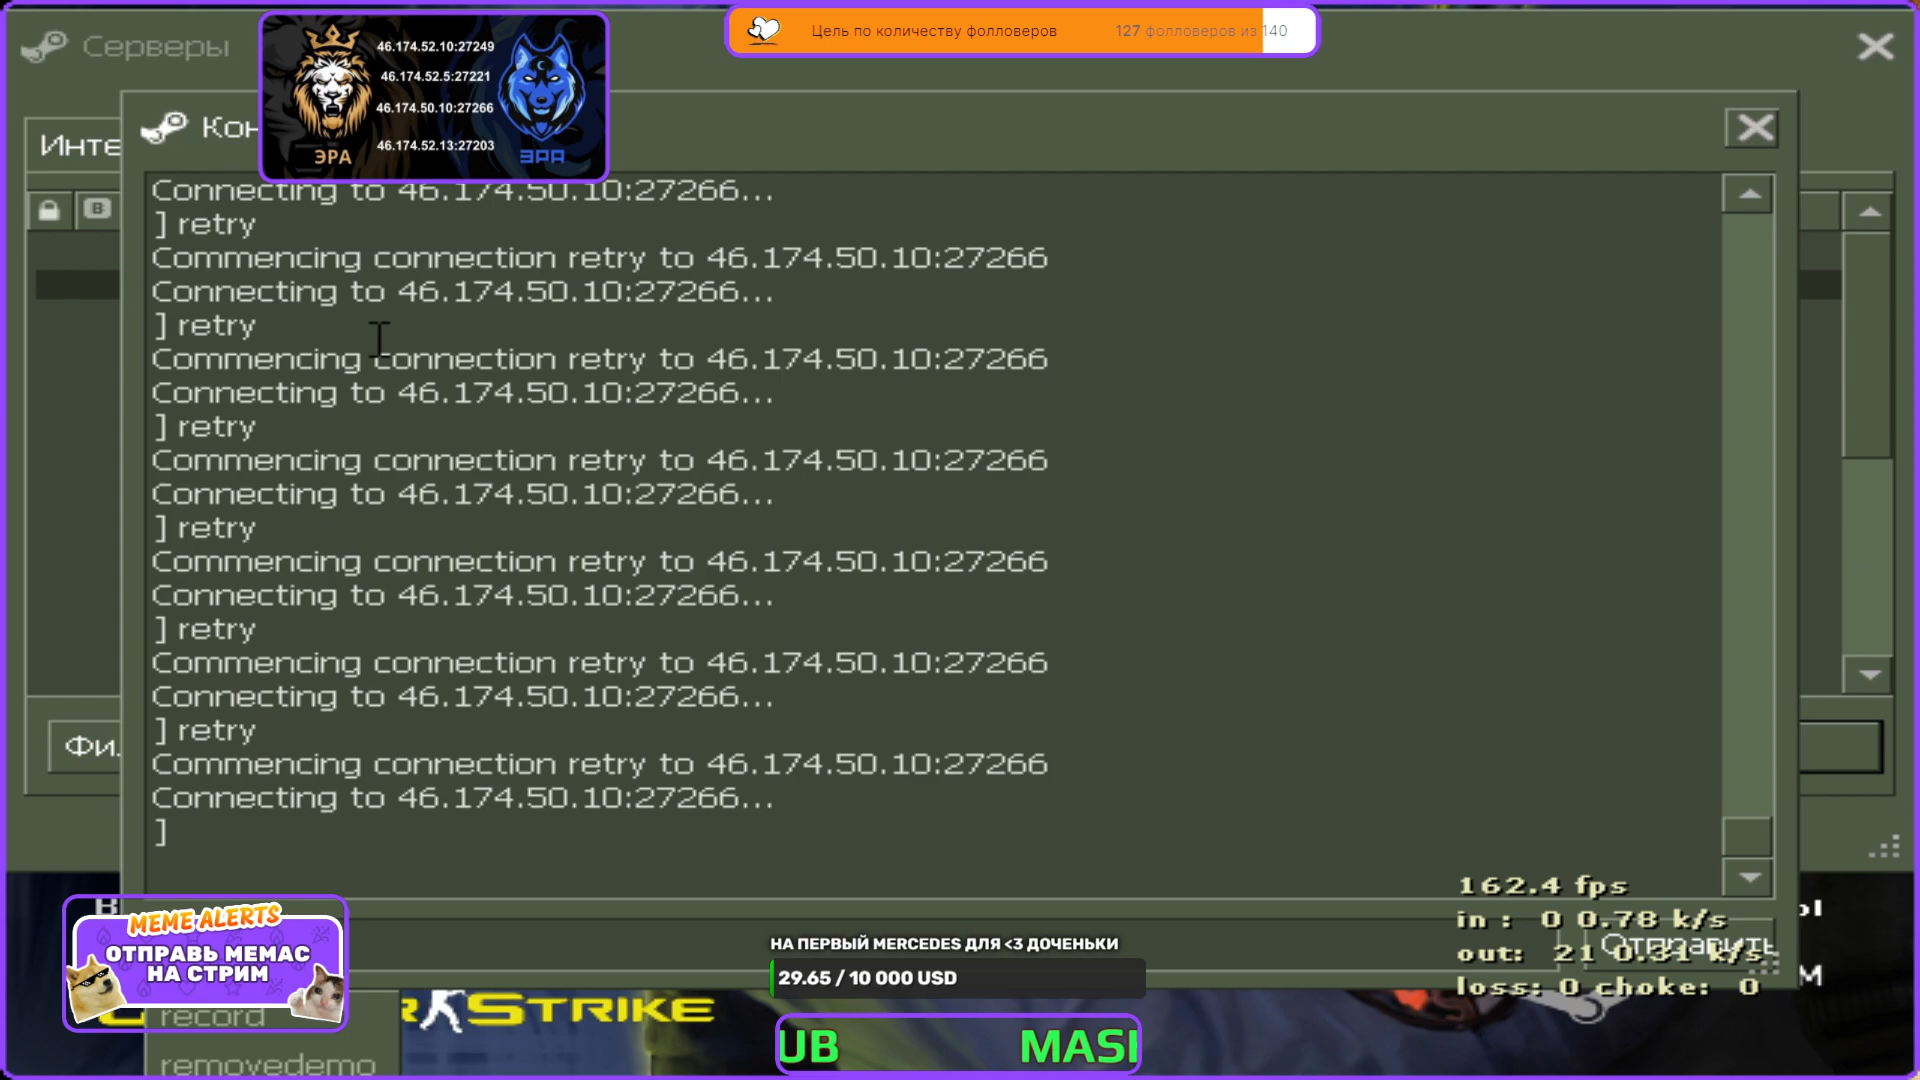 Серверы
46.174.52.10:27249
46.174.52.5:27221
46.174.50.10:27266
46.174.52.13:27203
ЭРА
ЭРА
Цель по количеству фолловеров 127 фолловеров из 140
Инте
Кон
B
Connecting to 46.174.50.10:27266...
] retry
Commencing connection retry to 46.174.50.10:27266
Connecting to 46.174.50.10:27266...
] retry
Commencing connection retry to 46.174.50.10:27266
Connecting to 46.174.50.10:27266...
] retry
Commencing connection retry to 46.174.50.10:27266
Connecting to 46.174.50.10:27266...
] retry
Commencing connection retry to 46.174.50.10:27266
Connecting to 46.174.50.10:27266...
] retry
Commencing connection retry to 46.174.50.10:27266
Connecting to 46.174.50.10:27266...
] retry
Commencing connection retry to 46.174.50.10:27266
Connecting to 46.174.50.10:27266...
]
Фи
162.4 fps
in : 0 0.78 k/s
out: 21 0.31 k/s
loss: 0 choke: 0
Отправить
MEME ALERTS
ОТПРАВЬ МЕМАС
НА СТРИМ
НА ПЕРВЫЙ MERCEDES ДЛЯ <3 ДОЧЕНЬКИ
29.65 / 10 000 USD
R STRIKE
record
removedemo
UB MASI